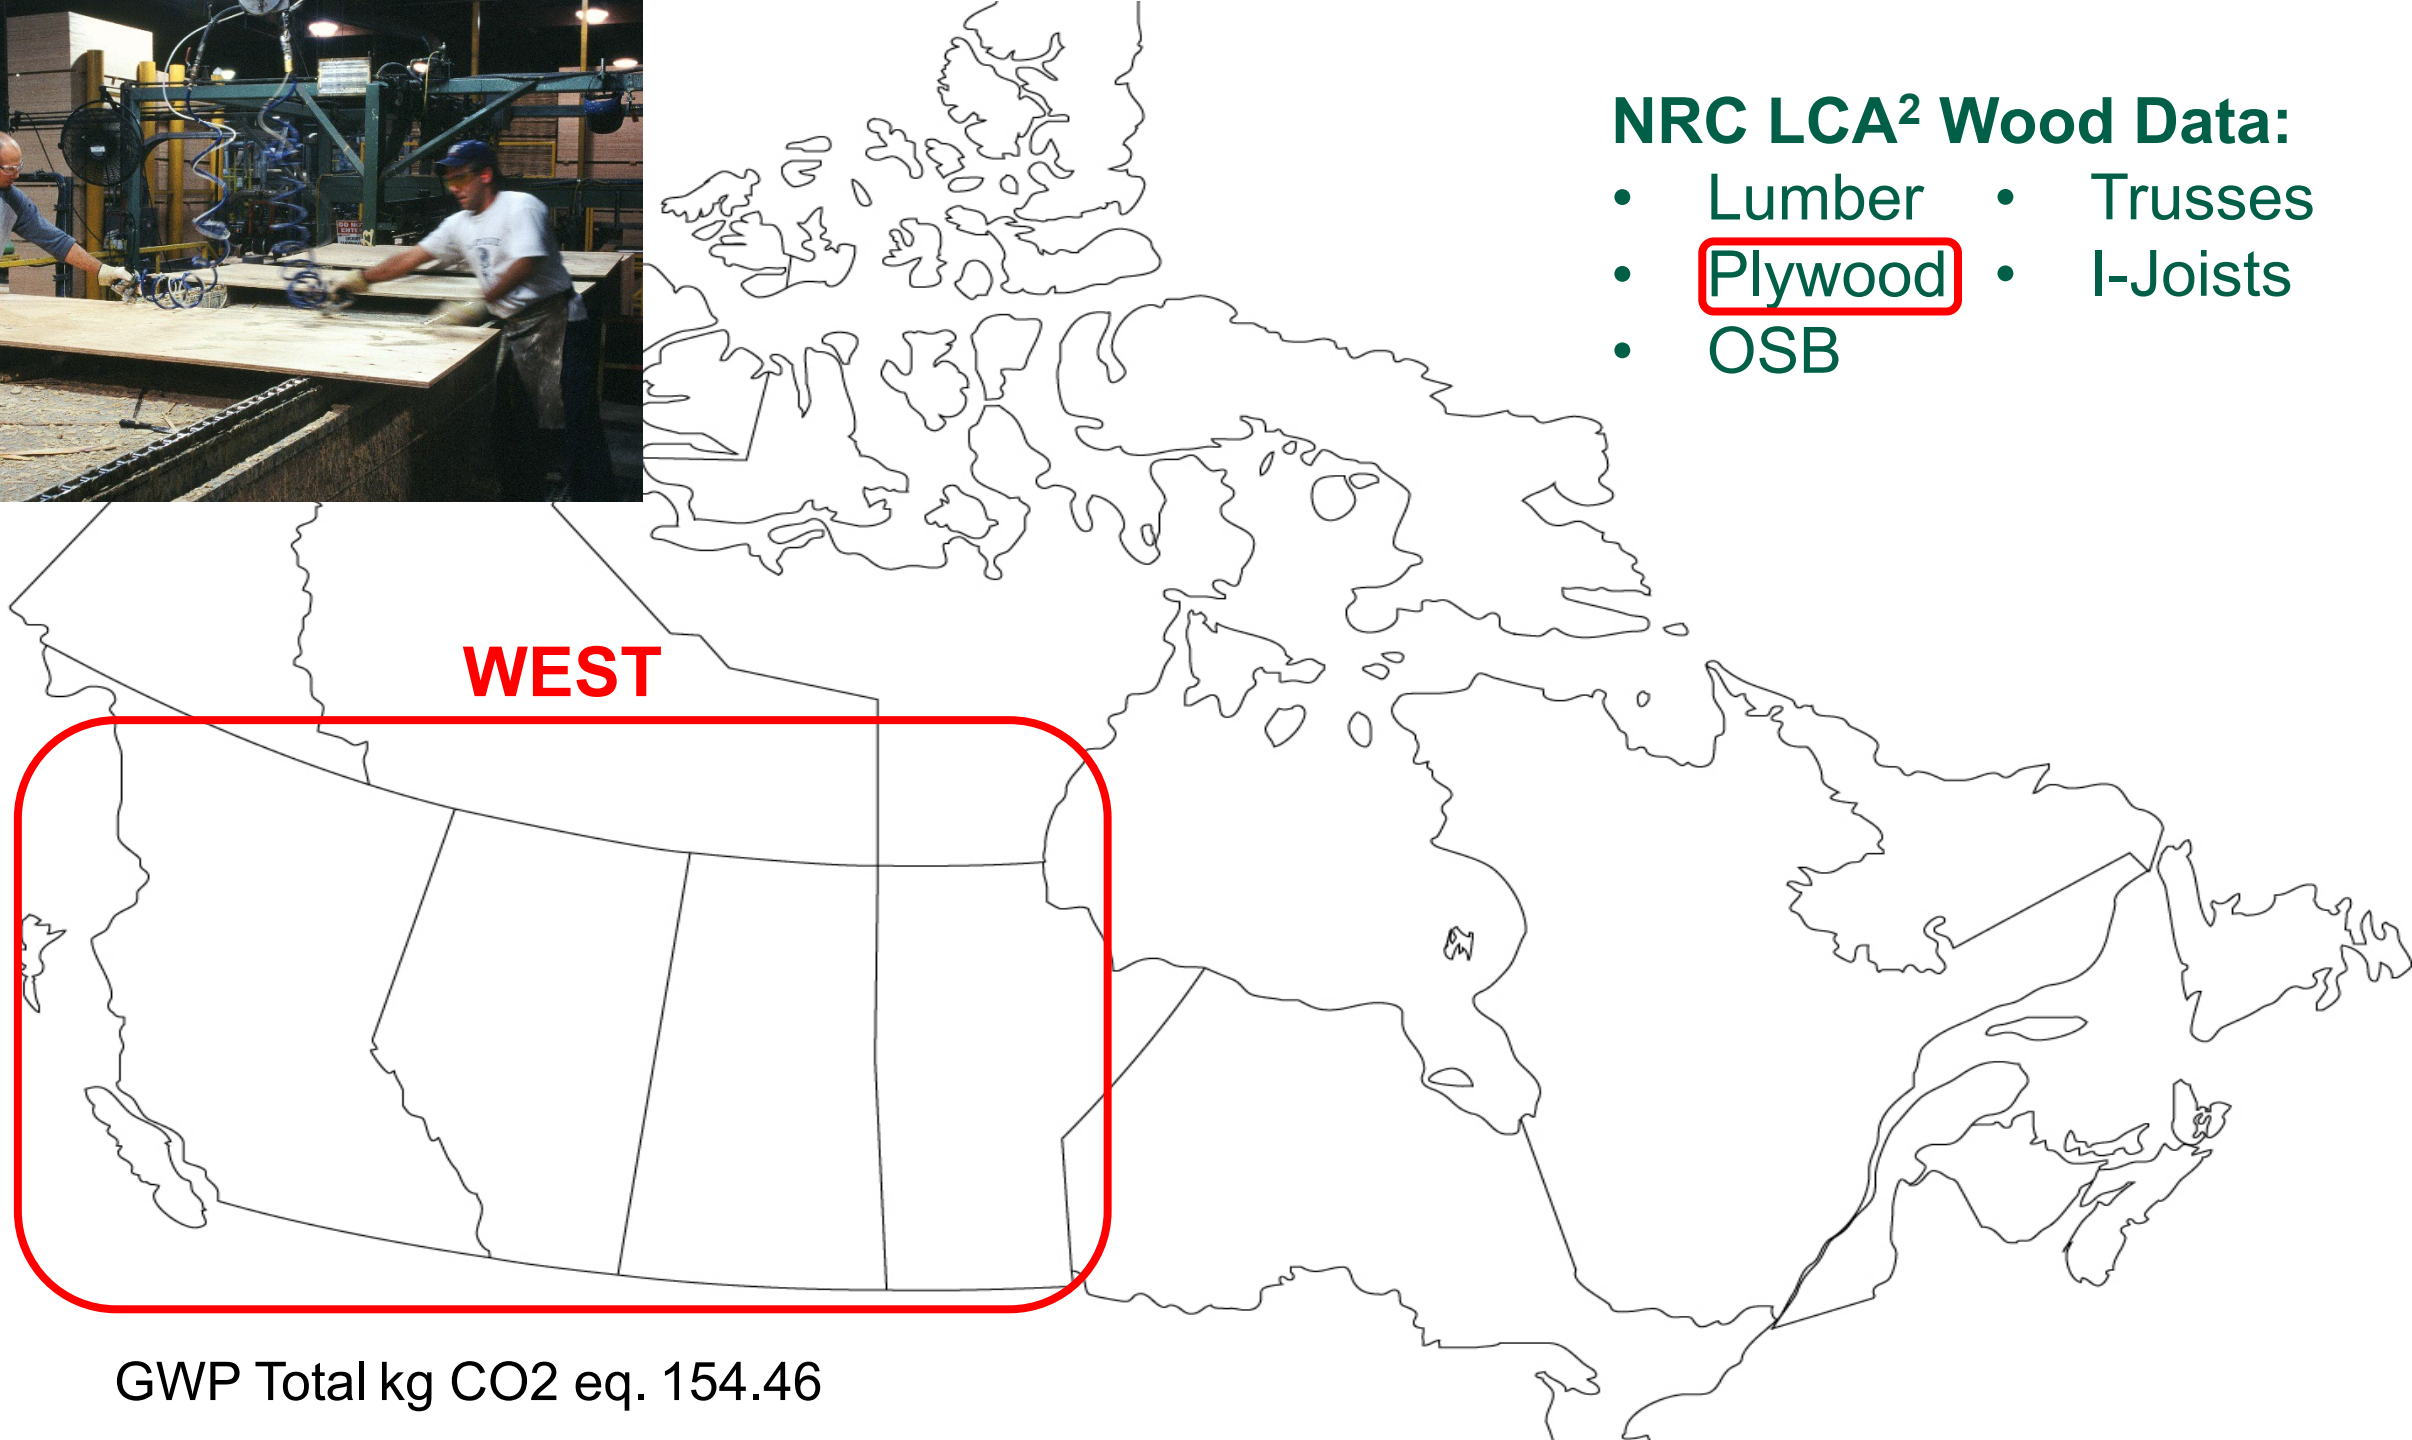 NRC LCA² Wood Data:
• Lumber
• Plywood
• OSB
• Trusses
• I-Joists
WEST
GWP Total kg CO2 eq. 154.46